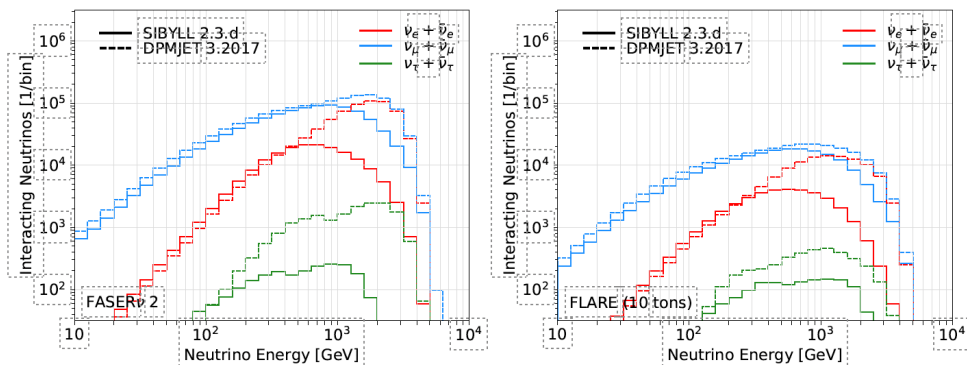 SIBYLL 2.3.d
DPMJET 3.2017
νe + ν̄e
νμ + ν̄μ
ντ + ν̄τ
10⁶
10⁵
10⁴
10³
10²
Interacting Neutrinos [1/bin]
FASERν 2
10 10² 10³ 10⁴
Neutrino Energy [GeV]
SIBYLL 2.3.d
DPMJET 3.2017
νe + ν̄e
νμ + ν̄μ
ντ + ν̄τ
10⁶
10⁵
10⁴
10³
10²
Interacting Neutrinos [1/bin]
FLARE (10 tons)
10 10² 10³ 10⁴
Neutrino Energy [GeV]